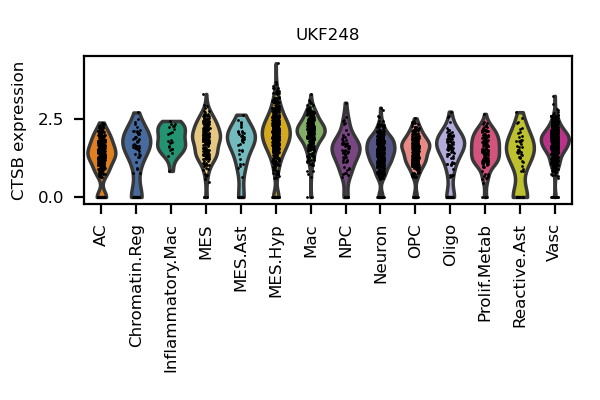 UKF248
CTSB expression
2.5
0.0
AC
Chromatin.Reg
Inflammatory.Mac
MES
MES.Ast
MES.Hyp
Mac
NPC
Neuron
OPC
Oligo
Prolif.Metab
Reactive.Ast
Vasc